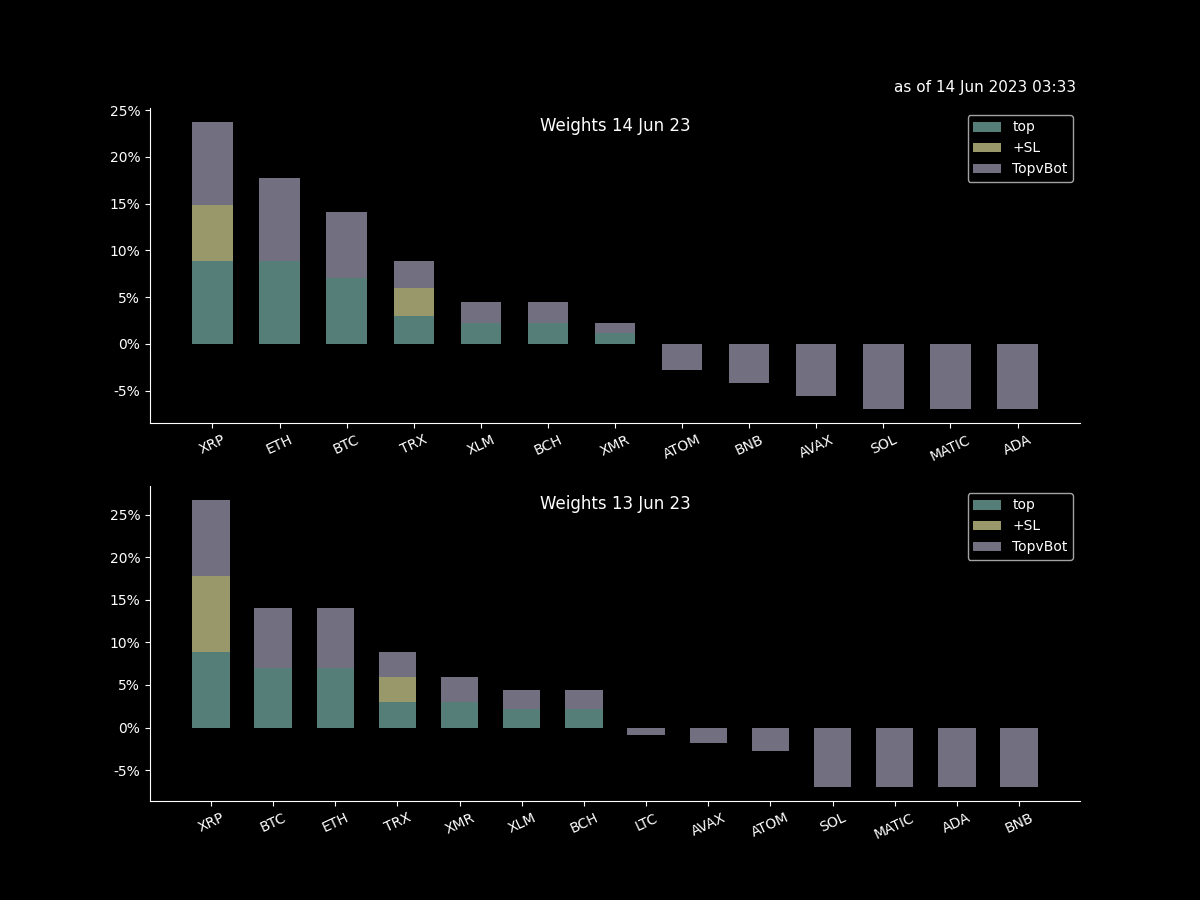 as of 14 Jun 2023 03:33
Weights 14 Jun 23
25%
20%
15%
10%
5%
0%
-5%
top
+SL
TopvBot
XRP ETH BTC TRX XLM BCH XMR ATOM BNB AVAX SOL MATIC ADA
Weights 13 Jun 23
25%
20%
15%
10%
5%
0%
-5%
top
+SL
TopvBot
XRP BTC ETH TRX XMR XLM BCH LTC AVAX ATOM SOL MATIC ADA BNB